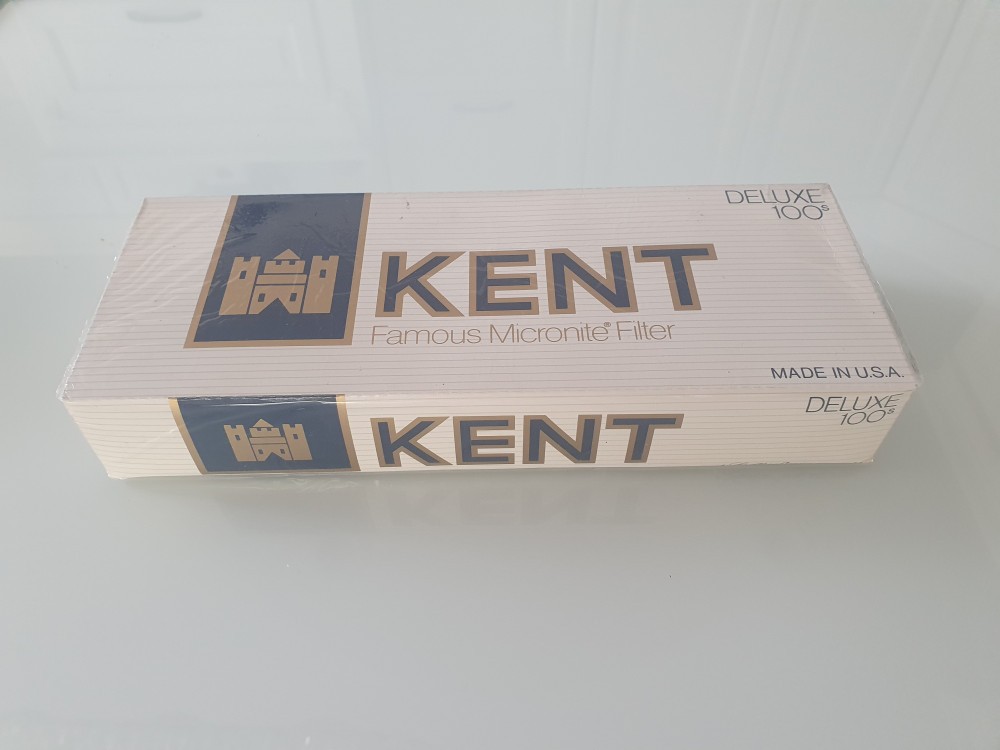 DELUXE
100s
KENT
Famous Micronite® Filter
MADE IN U.S.A.
DELUXE
100s
KENT